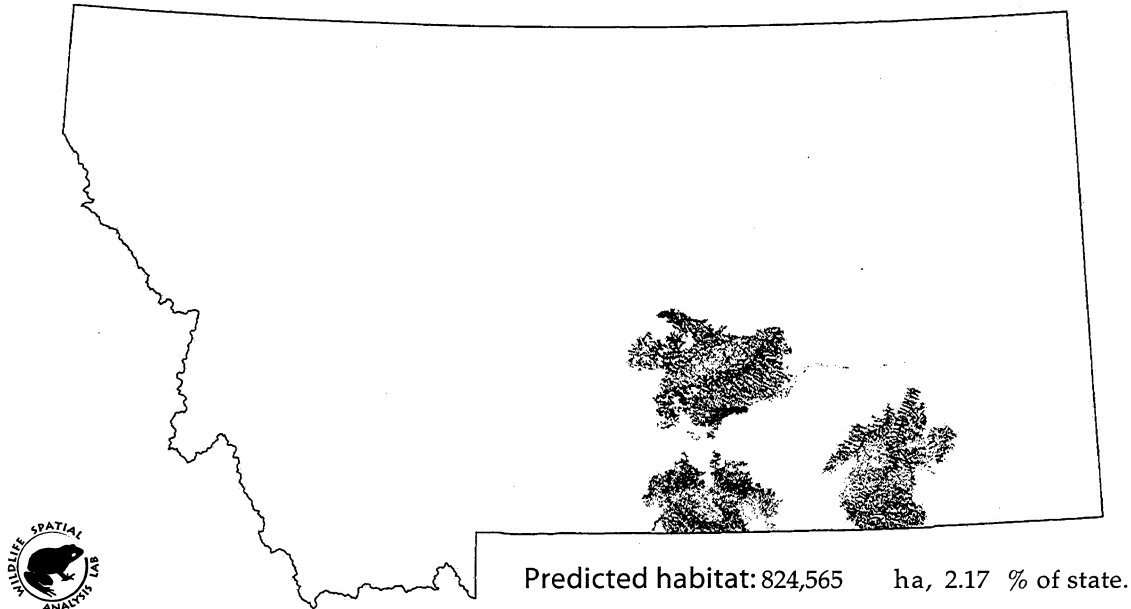 WILDLIFE SPATIAL ANALYSIS LAB
Predicted habitat: 824,565 ha, 2.17 % of state.